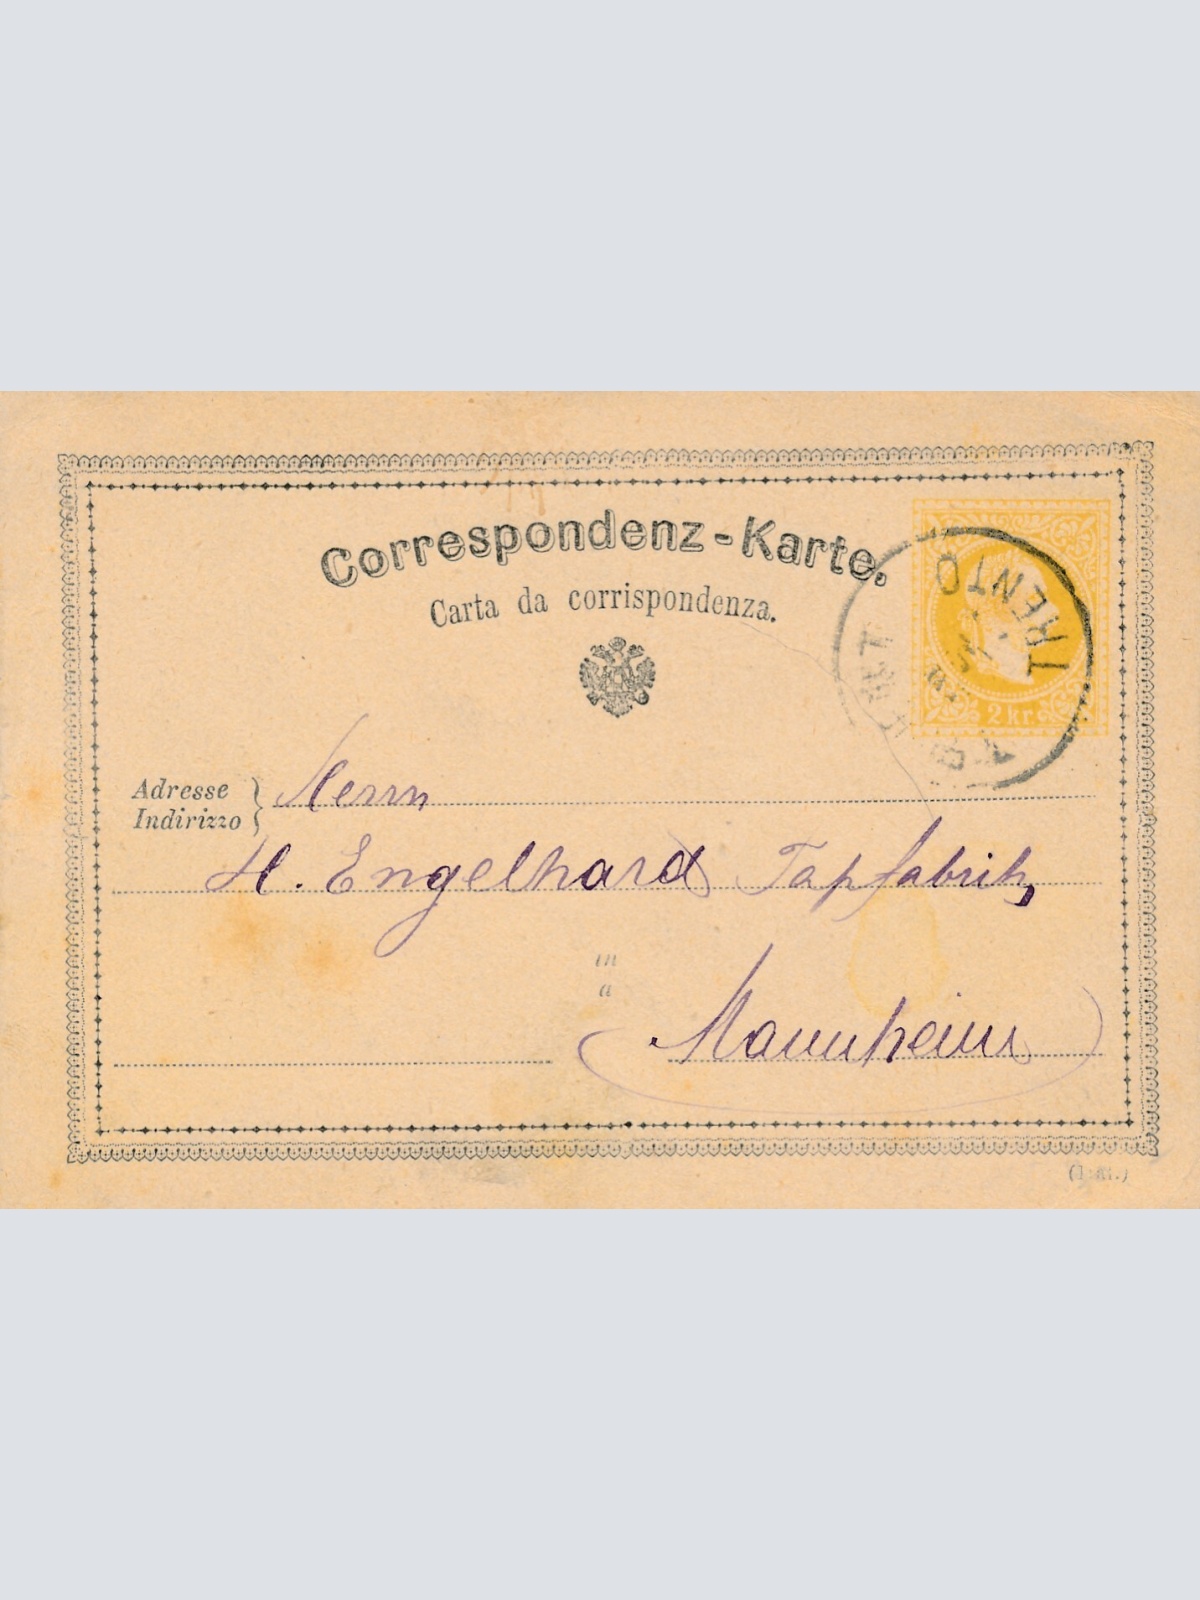 Correspondenz-Karte.
Carta da corrispondenza.
2 kr.
TRENTO
Adresse
Indirizzo
Herrn
H. Engelhard Tapfabrik,
in
a
Mannheim